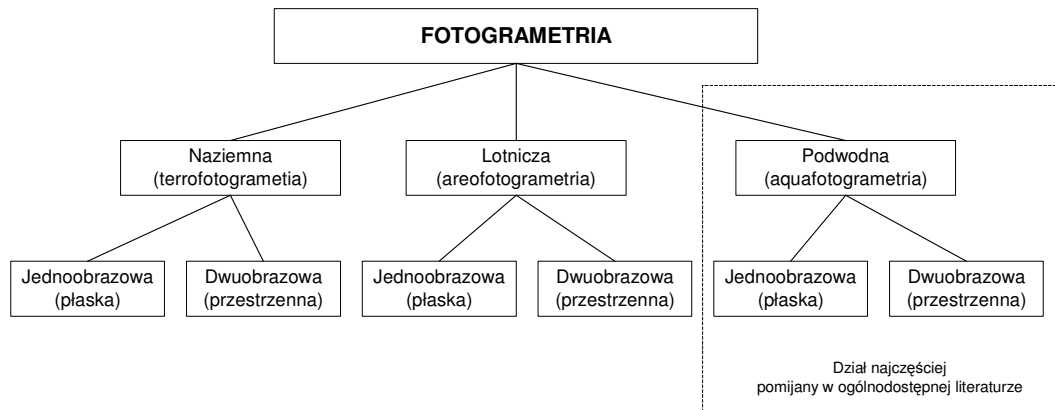 FOTOGRAMETRIA
Naziemna
(terrofotogrametia)
Lotnicza
(areofotogrametria)
Podwodna
(aquafotogrametria)
Jednoobrazowa
(płaska)
Dwuobrazowa
(przestrzenna)
Jednoobrazowa
(płaska)
Dwuobrazowa
(przestrzenna)
Jednoobrazowa
(płaska)
Dwuobrazowa
(przestrzenna)
Dział najczęściej
pomijany w ogólnodostępnej literaturze